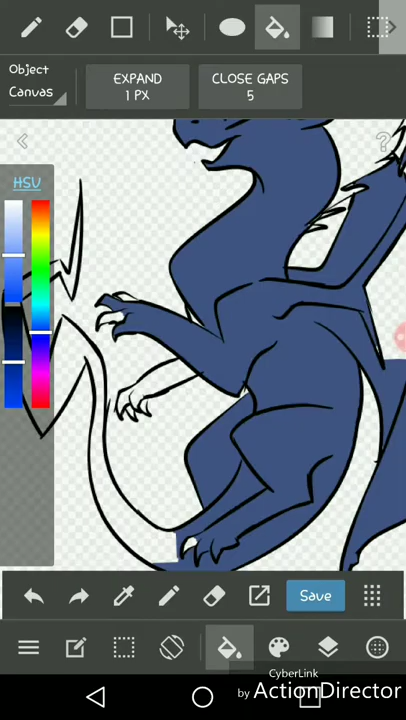 Object
Canvas
EXPAND
1 PX
CLOSE GAPS
5
?
HSV
Save
CyberLink
by ActionDirector